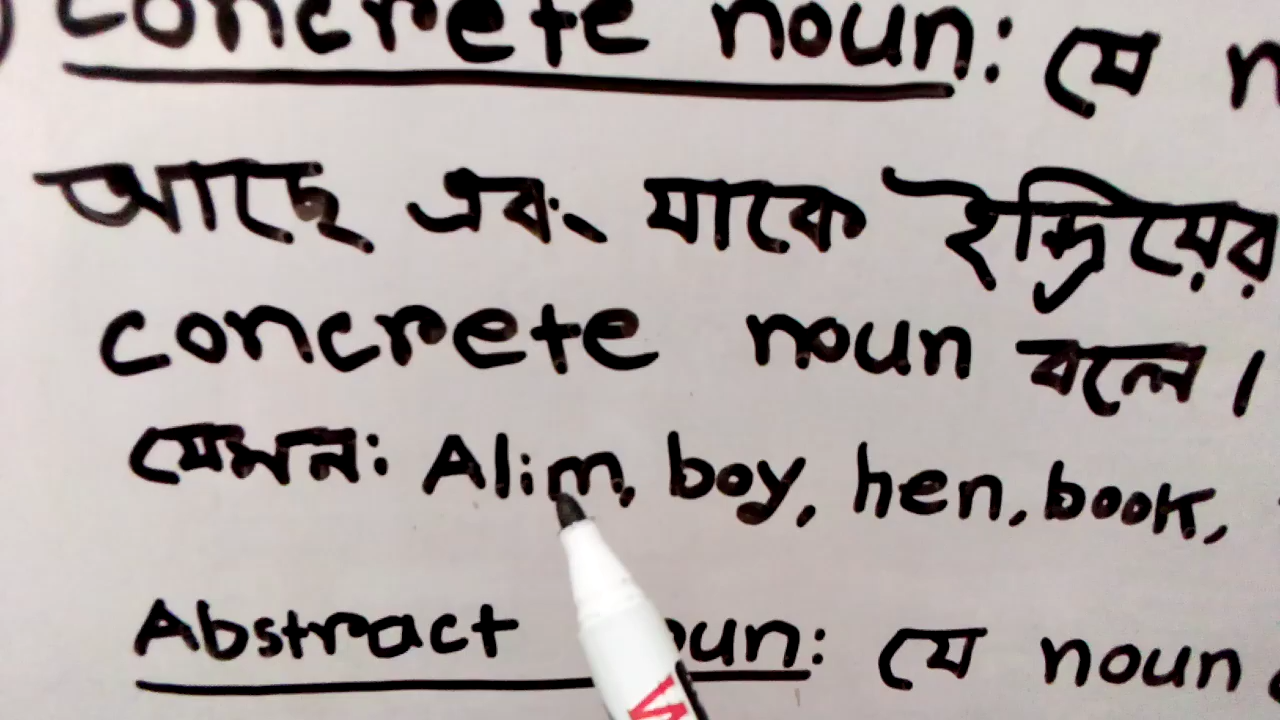 concrete noun: যে n
আছে এবং যাকে ইন্দ্রিয়ের
concrete noun বলে।
যেমন: Alim, boy, hen, book,
Abstract noun: যে noun